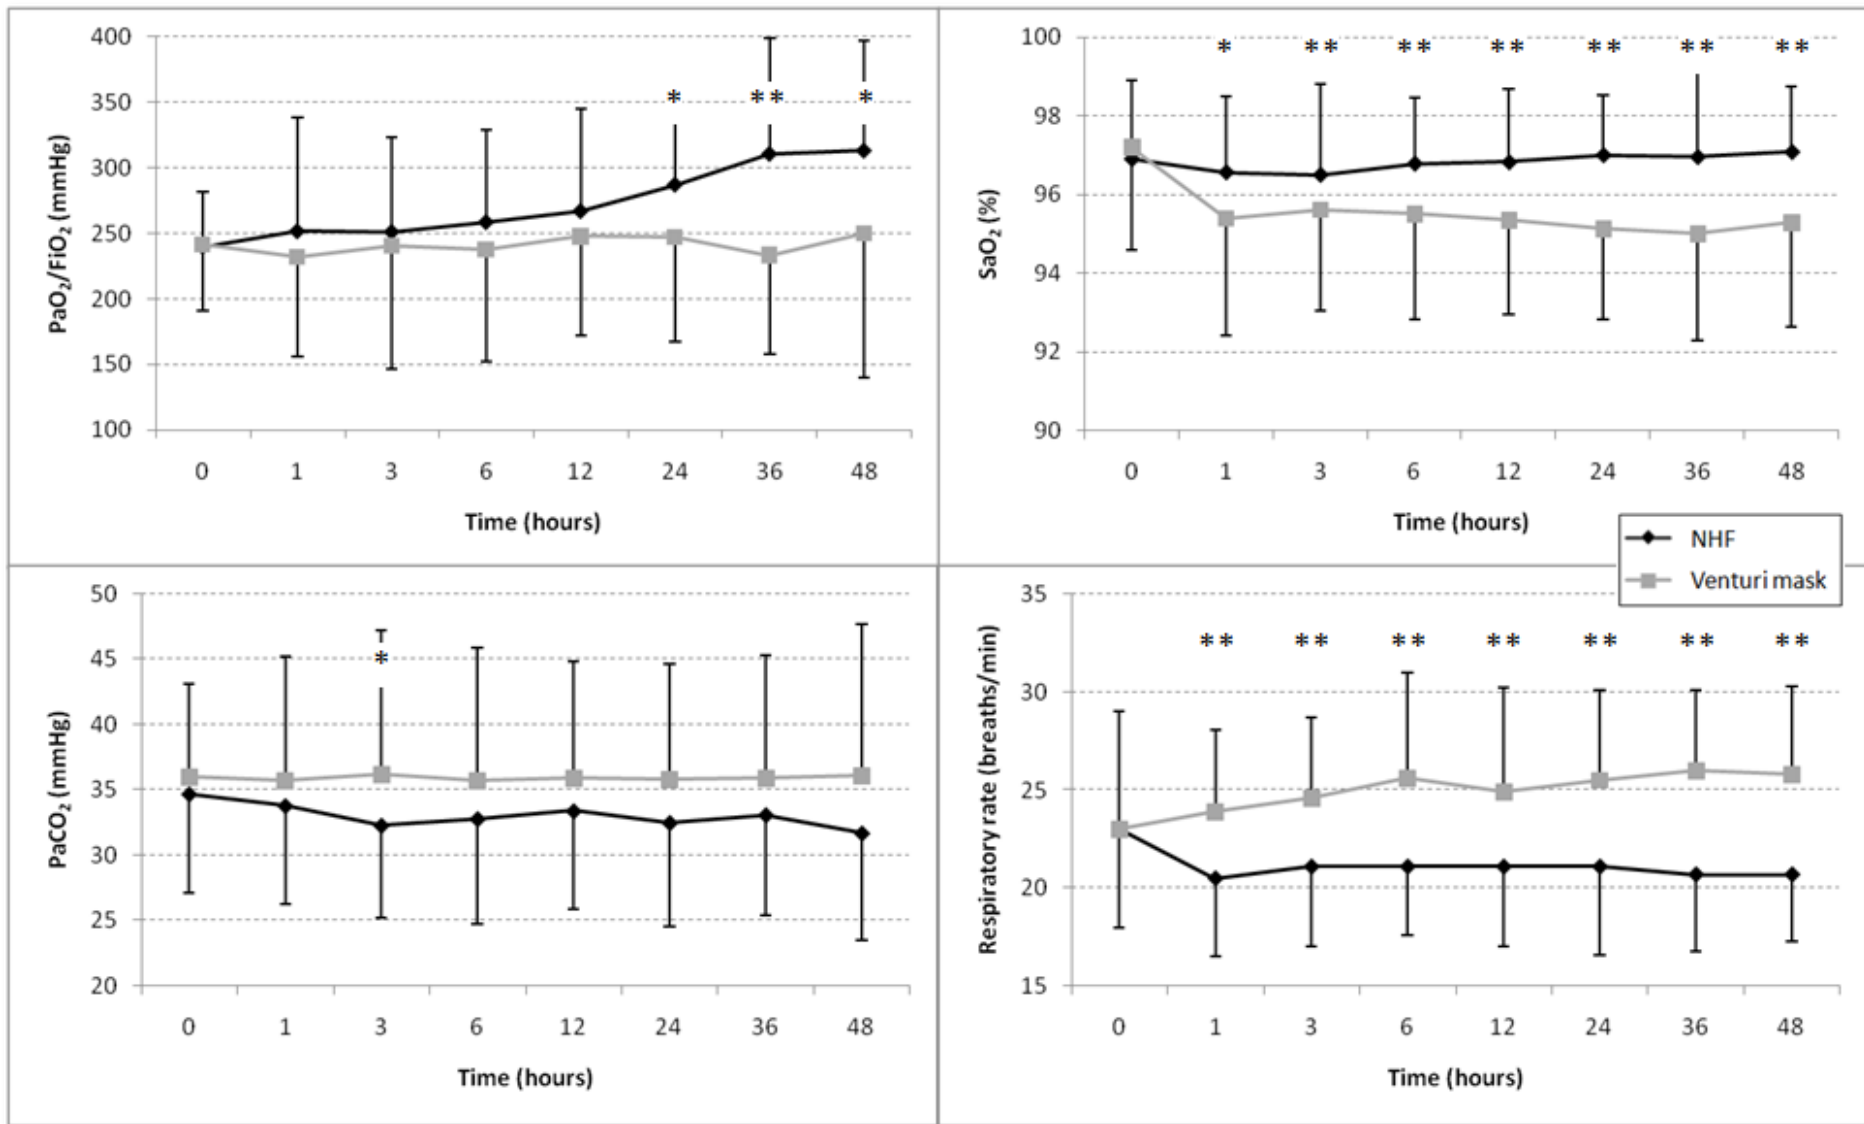 400
350
300
250
200
150
100
PaO₂/FiO₂ (mmHg)
* ** *
0 1 3 6 12 24 36 48
Time (hours)
100
98
96
94
92
90
SaO₂ (%)
* ** ** ** ** ** **
0 1 3 6 12 24 36 48
Time (hours)
NHF
Venturi mask
50
45
40
35
30
25
20
PaCO₂ (mmHg)
*
0 1 3 6 12 24 36 48
Time (hours)
35
30
25
20
15
Respiratory rate (breaths/min)
** ** ** ** ** ** **
0 1 3 6 12 24 36 48
Time (hours)